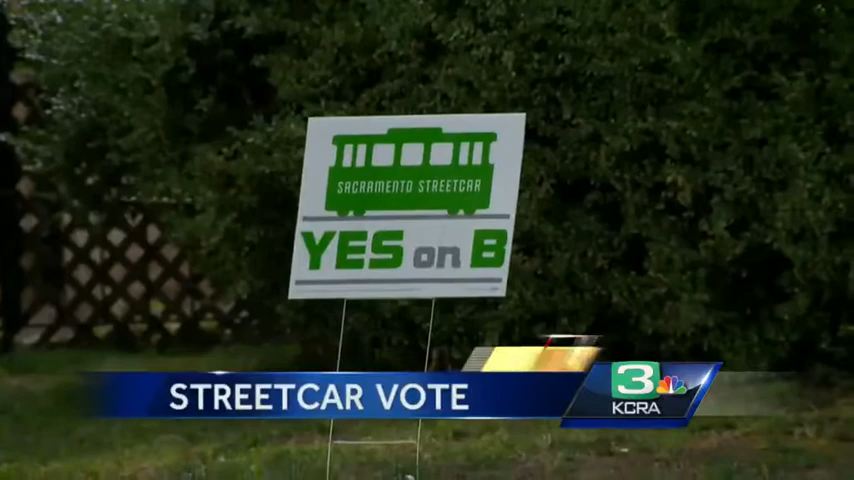 SACRAMENTO STREETCAR
YES on B
STREETCAR VOTE
3
KCRA